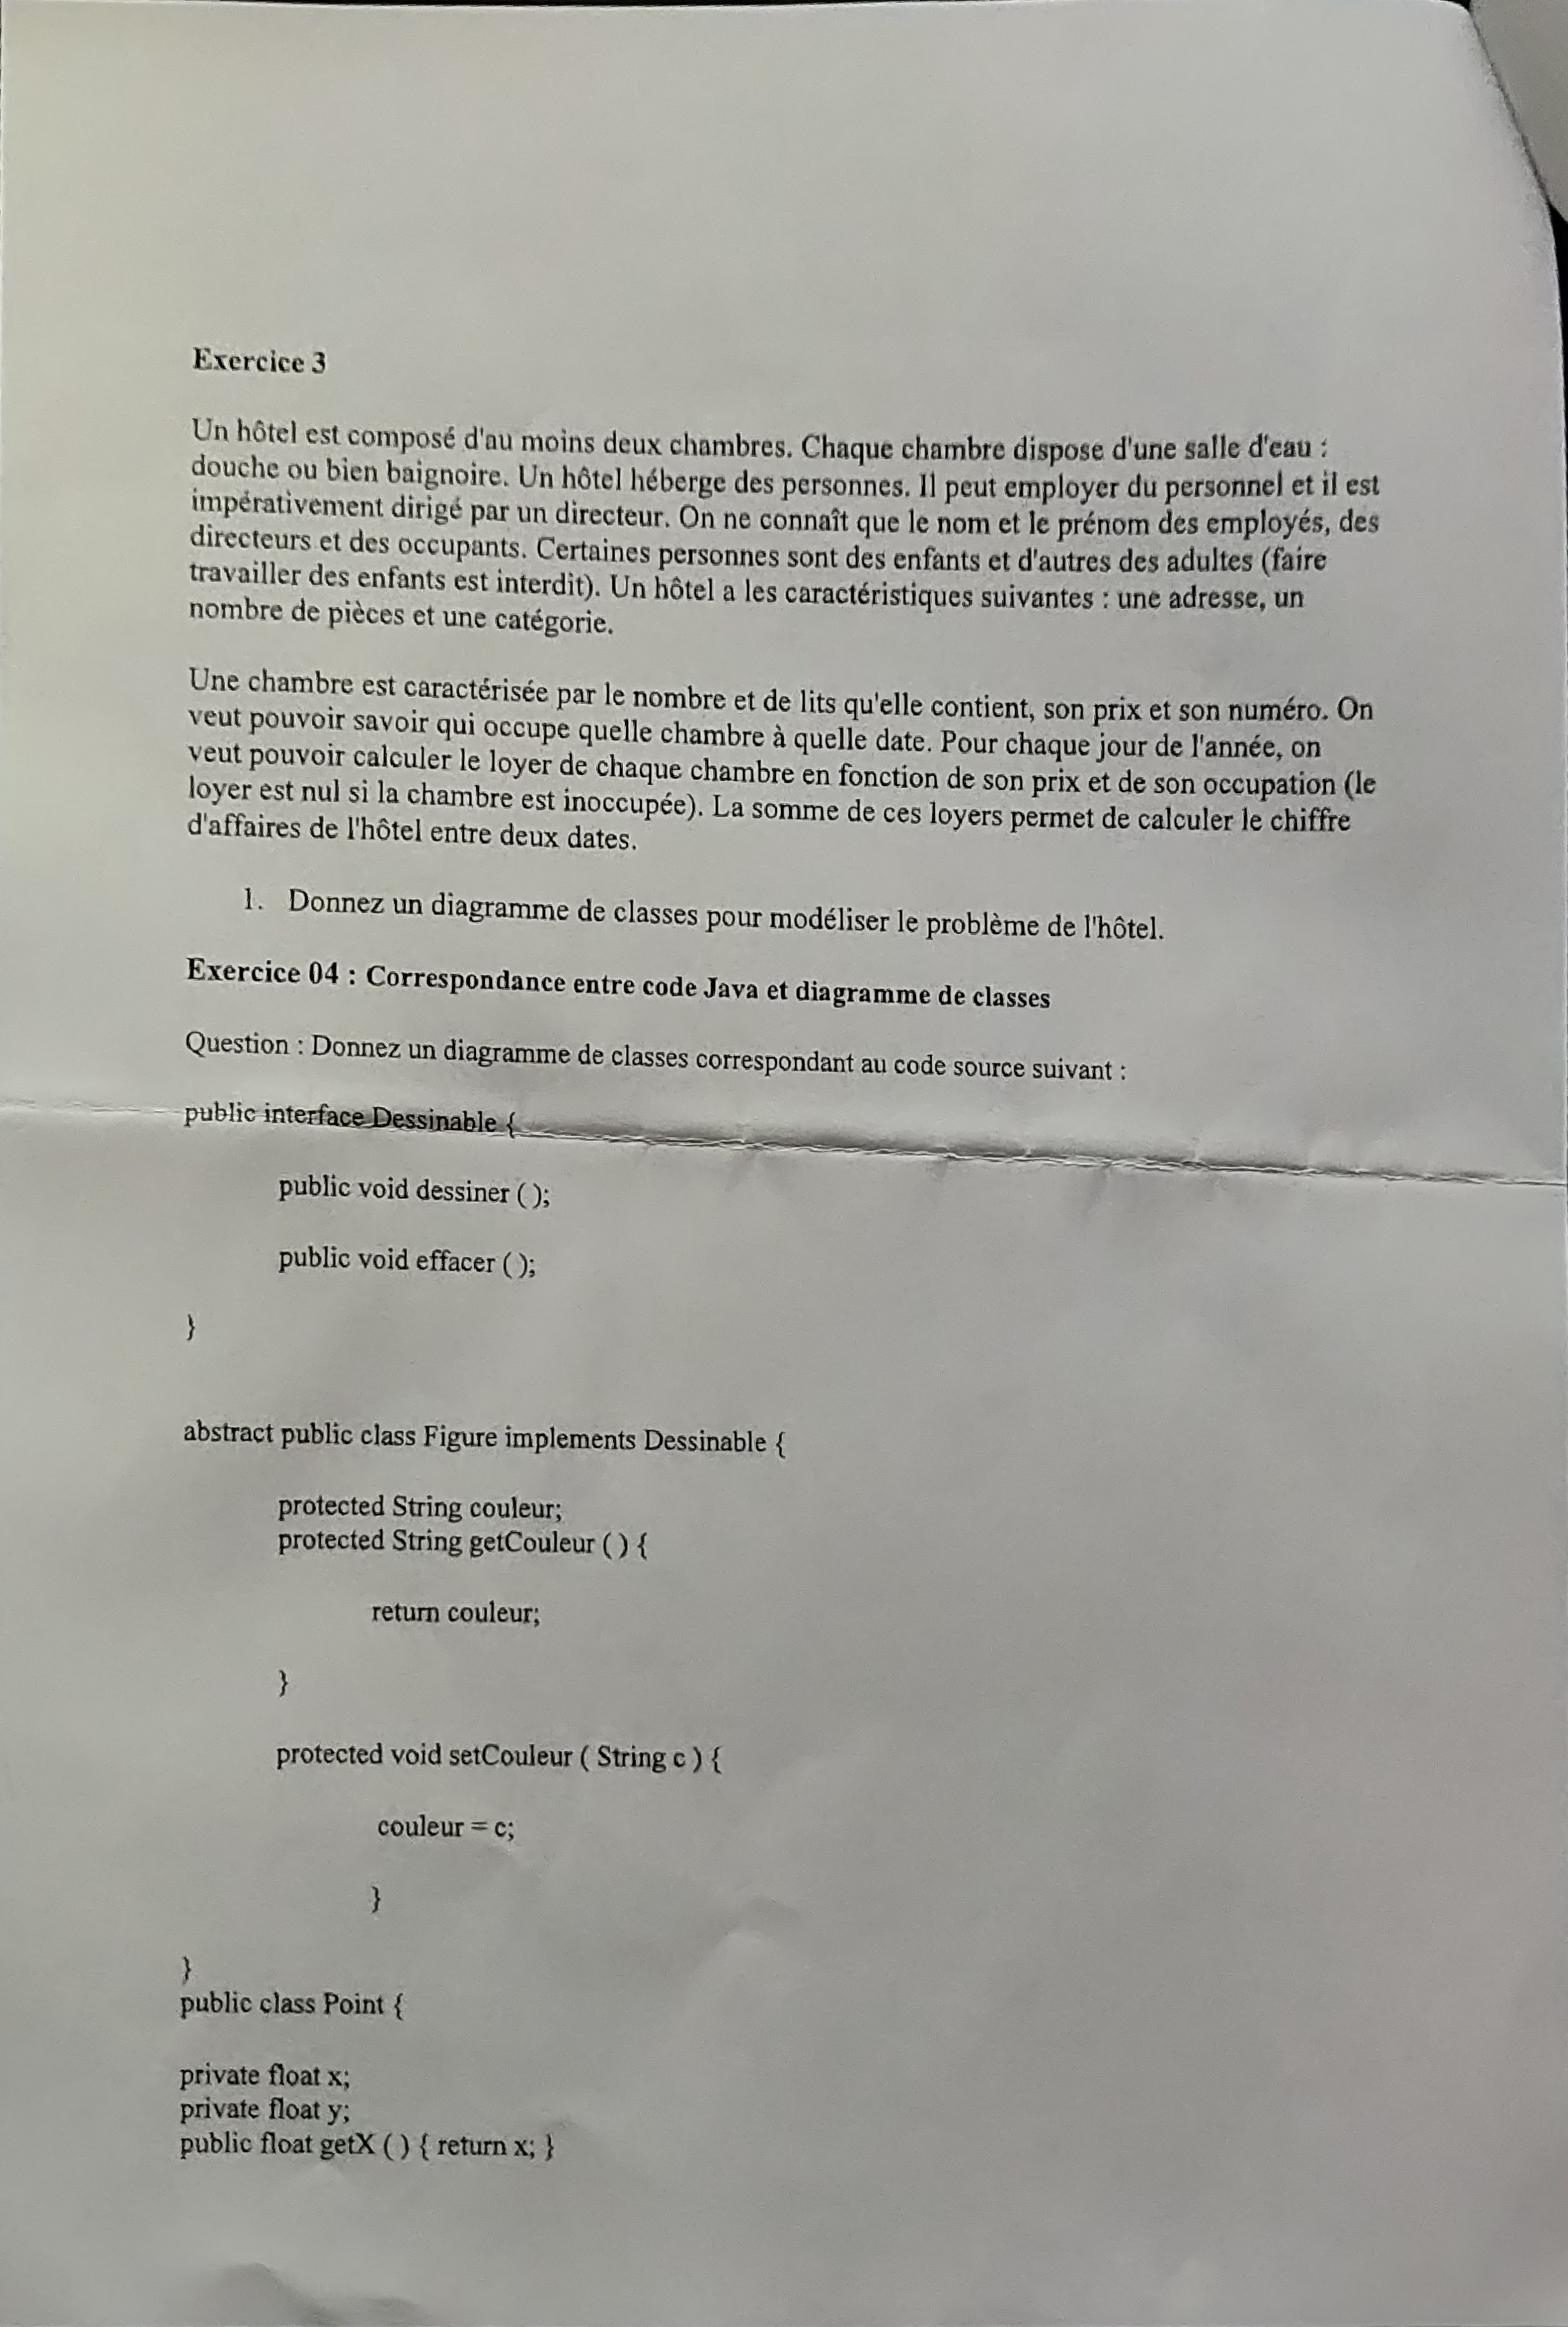 Exercice 3
Un hôtel est composé d'au moins deux chambres. Chaque chambre dispose d'une salle d'eau :
douche ou bien baignoire. Un hôtel héberge des personnes. Il peut employer du personnel et il est
impérativement dirigé par un directeur. On ne connaît que le nom et le prénom des employés, des
directeurs et des occupants. Certaines personnes sont des enfants et d'autres des adultes (faire
travailler des enfants est interdit). Un hôtel a les caractéristiques suivantes : une adresse, un
nombre de pièces et une catégorie.
Une chambre est caractérisée par le nombre et de lits qu'elle contient, son prix et son numéro. On
veut pouvoir savoir qui occupe quelle chambre à quelle date. Pour chaque jour de l'année, on
veut pouvoir calculer le loyer de chaque chambre en fonction de son prix et de son occupation (le
loyer est nul si la chambre est inoccupée). La somme de ces loyers permet de calculer le chiffre
d'affaires de l'hôtel entre deux dates.
1. Donnez un diagramme de classes pour modéliser le problème de l'hôtel.
Exercice 04 : Correspondance entre code Java et diagramme de classes
Question : Donnez un diagramme de classes correspondant au code source suivant :
public interface Dessinable {
public void dessiner ( );
public void effacer ( );
}
abstract public class Figure implements Dessinable {
protected String couleur;
protected String getCouleur ( ) {
return couleur;
}
protected void setCouleur ( String c ) {
couleur = c;
}
}
public class Point {
private float x;
private float y;
public float getX ( ) { return x; }